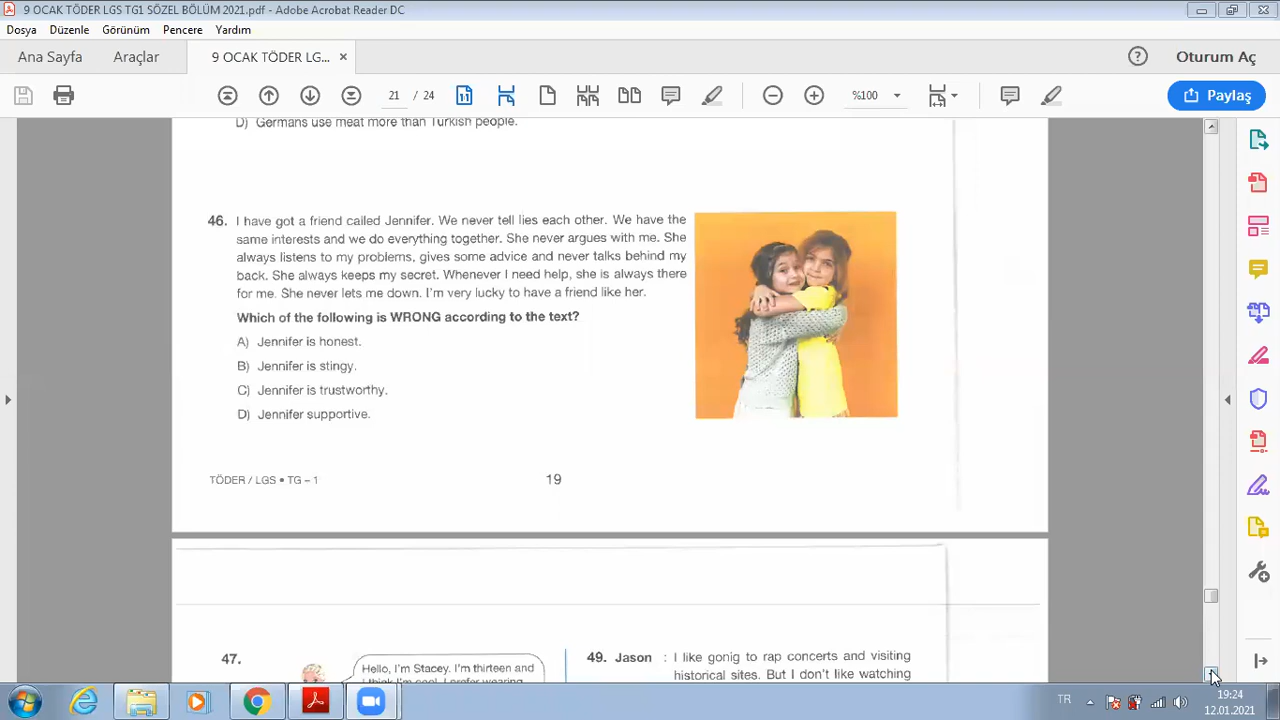 9 OCAK TÖDER LGS TG1 SÖZEL BÖLÜM 2021.pdf - Adobe Acrobat Reader DC
Dosya Düzenle Görünüm Pencere Yardım
Ana Sayfa Araçlar 9 OCAK TÖDER LG... × Oturum Aç
21 / 24 %100 Paylaş
D) Germans use meat more than Turkish people.
46. I have got a friend called Jennifer. We never tell lies each other. We have the
same interests and we do everything together. She never argues with me. She
always listens to my problems, gives some advice and never talks behind my
back. She always keeps my secret. Whenever I need help, she is always there
for me. She never lets me down. I'm very lucky to have a friend like her.
Which of the following is WRONG according to the text?
A) Jennifer is honest.
B) Jennifer is stingy.
C) Jennifer is trustworthy.
D) Jennifer supportive.
TÖDER / LGS • TG – 1 19
47.
Hello, I'm Stacey. I'm thirteen and
I think I'm cool. I prefer wearing
49. Jason : I like gonig to rap concerts and visiting
historical sites. But I don't like watching
TR 19:24
12.01.2021